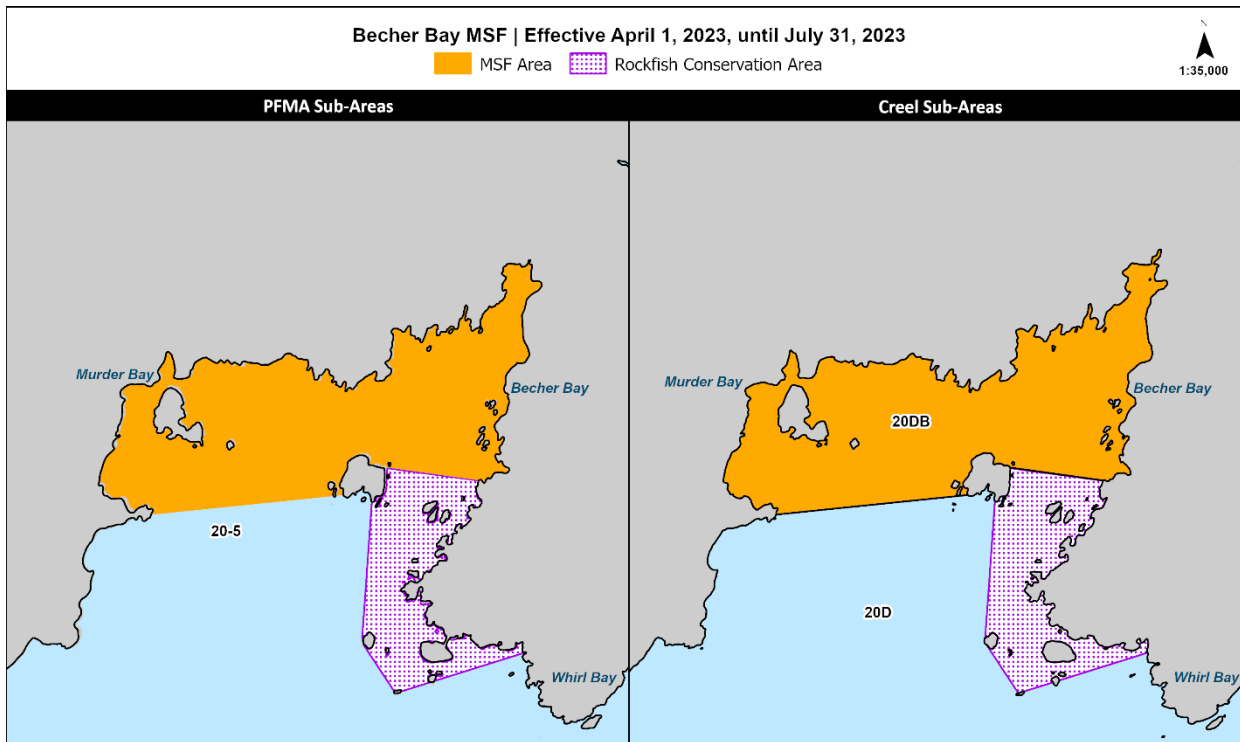 Becher Bay MSF | Effective April 1, 2023, until July 31, 2023
MSF Area
Rockfish Conservation Area
N
1:35,000
PFMA Sub-Areas
Creel Sub-Areas
Murder Bay
Becher Bay
20-5
Whirl Bay
Murder Bay
Becher Bay
20DB
20D
Whirl Bay